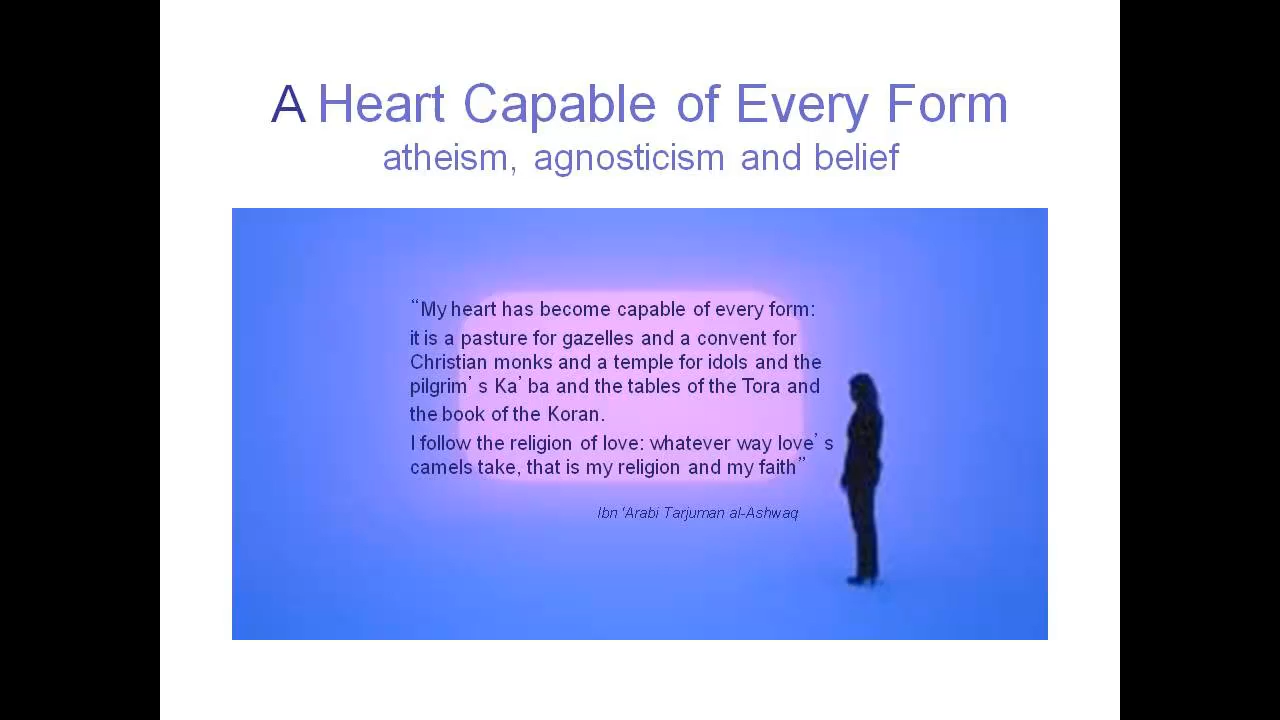 A Heart Capable of Every Form
atheism, agnosticism and belief
“My heart has become capable of every form:
it is a pasture for gazelles and a convent for
Christian monks and a temple for idols and the
pilgrim’s Ka’ba and the tables of the Tora and
the book of the Koran.
I follow the religion of love: whatever way love’s
camels take, that is my religion and my faith”
Ibn ‘Arabi Tarjuman al-Ashwaq